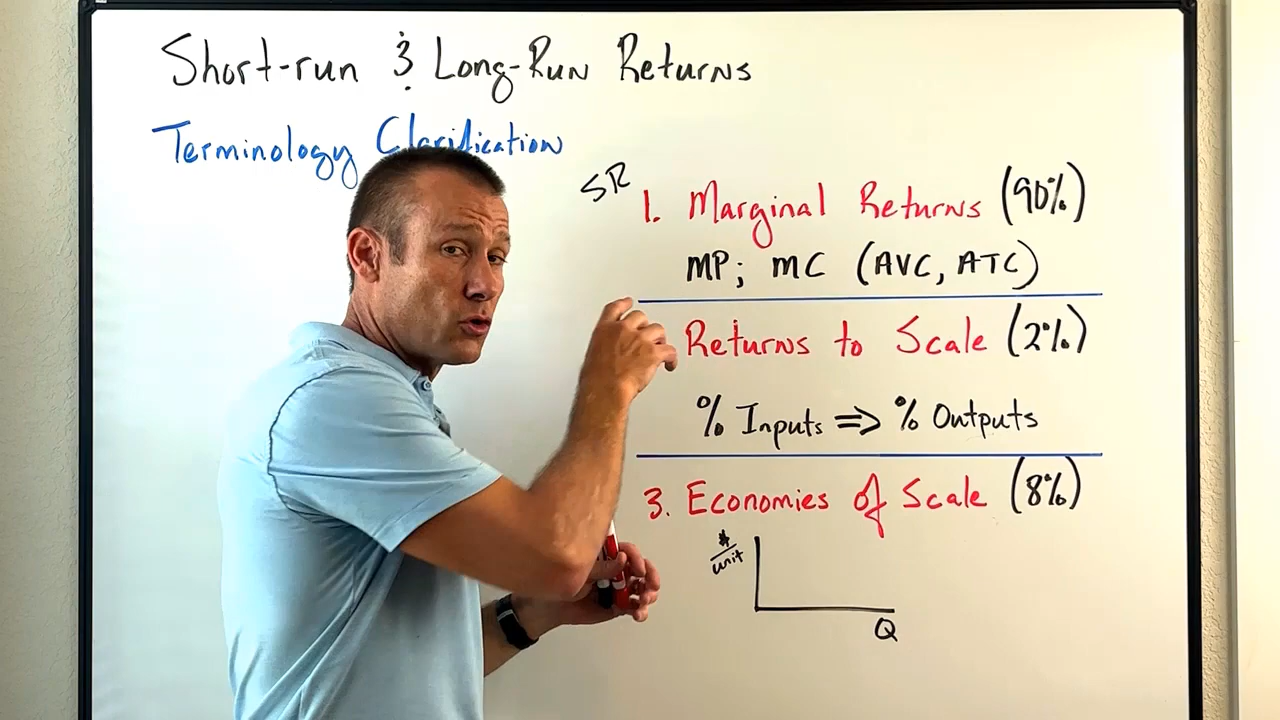 Short-run & Long-Run Returns
Terminology Clarification
SR
1. Marginal Returns (90%)
MP; MC (AVC, ATC)
Returns to Scale (2%)
% Inputs => % Outputs
3. Economies of Scale (8%)
$/unit
Q